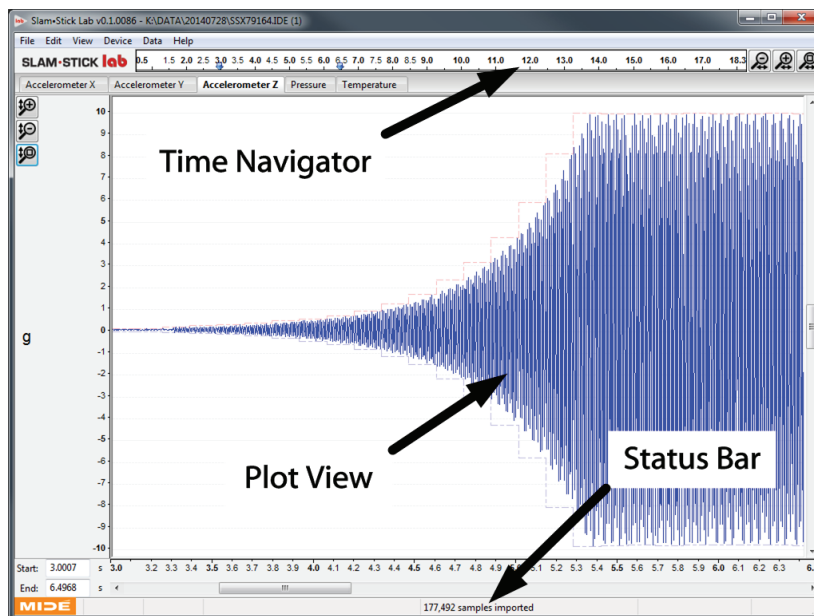 Slam•Stick Lab v0.1.0086 - K:\DATA\20140728\SSX79164.IDE (1)
File Edit View Device Data Help
SLAM•STICK lab 0.5 1.5 2.0 2.5 3.0 3.5 4.0 4.5 5.0 5.5 6.0 6.5 7.0 7.5 8.0 8.5 9.0 10.0 11.0 12.0 13.0 14.0 15.0 16.0 17.0 18.3
Accelerometer X Accelerometer Y Accelerometer Z Pressure Temperature
Time Navigator
10
9
8
7
6
5
4
3
2
1
0
-1
-2
-3
-4
-5
-6
-7
-8
-9
-10
g
Plot View
Status Bar
Start: 3.0007 s 3.0 3.2 3.3 3.4 3.5 3.6 3.7 3.8 3.9 4.0 4.1 4.2 4.3 4.4 4.5 4.6 4.7 4.8 4.9 5.1 5.2 5.3 5.4 5.5 5.6 5.7 5.8 5.9 6.0 6.1 6.2 6.3
End: 6.4968 s
MIDÉ 177,492 samples imported